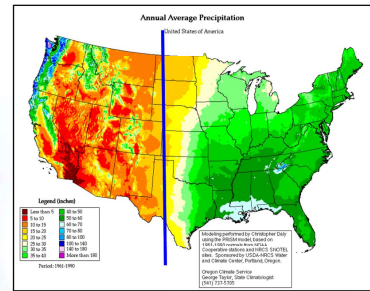 Annual Average Precipitation
United States of America
Legend (inches)
Less than 5
5 to 10
10 to 15
15 to 20
20 to 25
25 to 30
30 to 35
35 to 40
40 to 50
50 to 60
60 to 70
70 to 80
80 to 100
100 to 140
140 to 180
More than 180
Period: 1961-1990
Modeling performed by Christopher Daly
using the PRISM model, based on
1961-1990 normals from NOAA
Cooperative stations and NRCS SNOTEL
sites. Sponsored by USDA-NRCS Water
and Climate Center, Portland, Oregon.
Oregon Climate Service
George Taylor, State Climatologist
(541) 737-5705